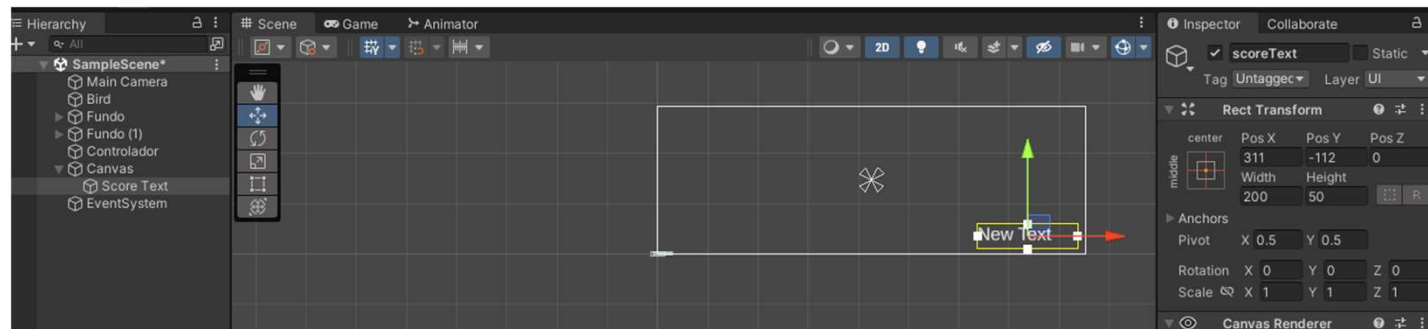 Hierarchy
All
SampleScene*
Main Camera
Bird
Fundo
Fundo (1)
Controlador
Canvas
Score Text
EventSystem
Scene Game Animator
2D
New Text
Inspector Collaborate
scoreText Static
Tag Untaggec Layer UI
Rect Transform
center Pos X Pos Y Pos Z
middle
311 -112 0
Width Height
200 50
R
Anchors
Pivot X 0.5 Y 0.5
Rotation X 0 Y 0 Z 0
Scale X 1 Y 1 Z 1
Canvas Renderer